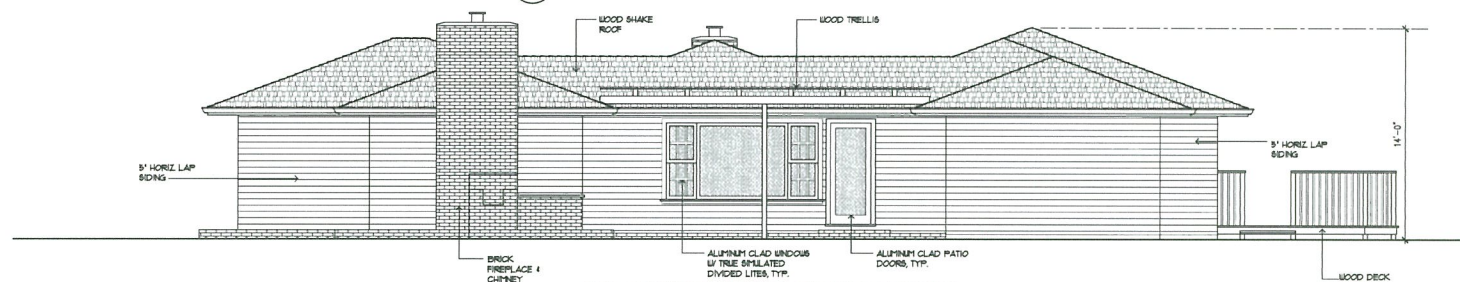 WOOD SHAKE
ROOF
WOOD TRELLIS
14'-0"
5" HORIZ LAP
SIDING
5" HORIZ LAP
SIDING
BRICK
FIREPLACE &
CHIMNEY
ALUMINUM CLAD WINDOWS
W/ TRUE SIMULATED
DIVIDED LITES, TYP.
ALUMINUM CLAD PATIO
DOORS, TYP.
WOOD DECK